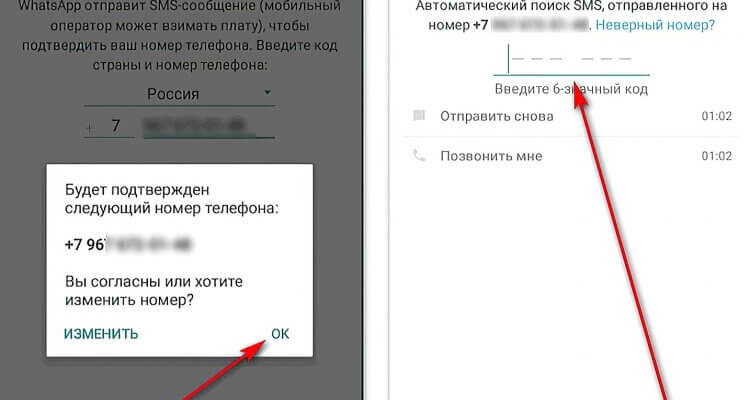 WhatsApp отправит SMS-сообщение (мобильный
оператор может взимать плату), чтобы
подтвердить ваш номер телефона. Введите код
страны и номер телефона:
Россия
+ 7
Будет подтвержден
следующий номер телефона:
+7 96
Вы согласны или хотите
изменить номер?
ИЗМЕНИТЬ ОК
Автоматический поиск SMS, отправленного на
номер +7. Неверный номер?
Введите 6-значный код
Отправить снова 01:02
Позвонить мне 01:02